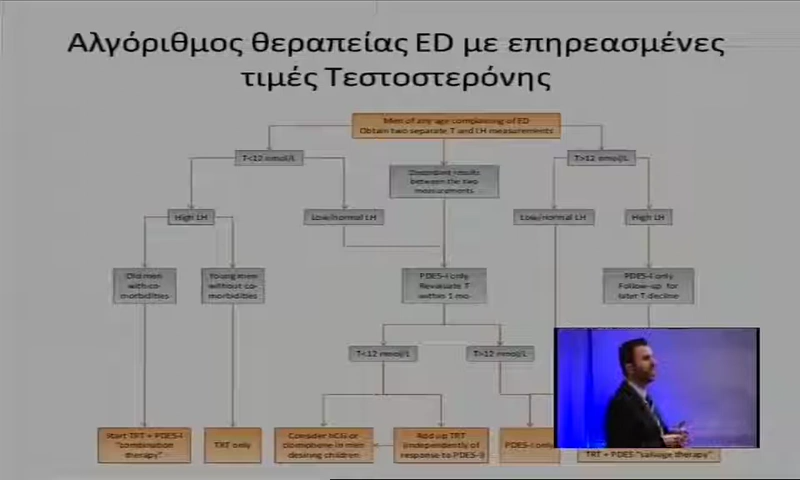 Αλγόριθμος θεραπείας ED με επηρεασμένες
τιμές Τεστοστερόνης
Men of any age complaining of ED
Obtain two separate T and LH measurements
T<12 nmol/L
Discordant results
between the two
measurements
T>12 nmol/L
High LH
Low/normal LH
Low/normal LH
High LH
Old men
with co-
morbidities
Young men
without co-
morbidities
PDE5-I only
Revaluate T
within 1 mo
PDE5-I only
Follow-up for
later T decline
T<12 nmol/L
T>12 nmol/L
Start TRT + PDE5-I
"combination
therapy"
TRT only
Consider hCG or
clomiphene in men
desiring children
Add up TRT
(independently of
response to PDE5-I)
PDE5-I only
TRT + PDE5 "salvage therapy"